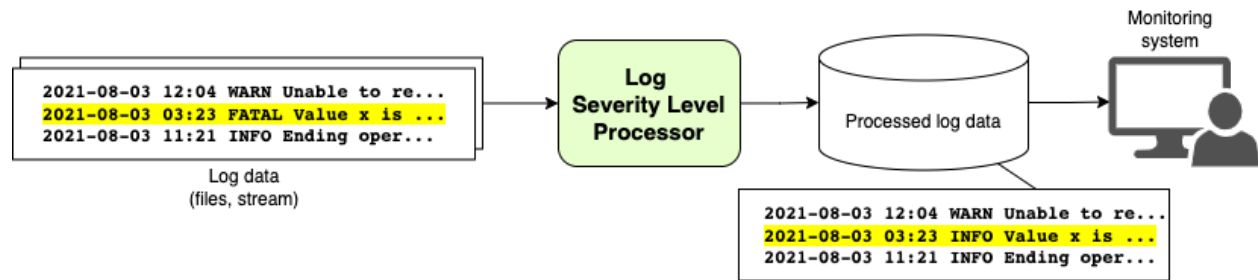 2021-08-03 12:04 WARN Unable to re...
2021-08-03 03:23 FATAL Value x is ...
2021-08-03 11:21 INFO Ending oper...
Log data
(files, stream)
Log
Severity Level
Processor
Processed log data
Monitoring
system
2021-08-03 12:04 WARN Unable to re...
2021-08-03 03:23 INFO Value x is ...
2021-08-03 11:21 INFO Ending oper...